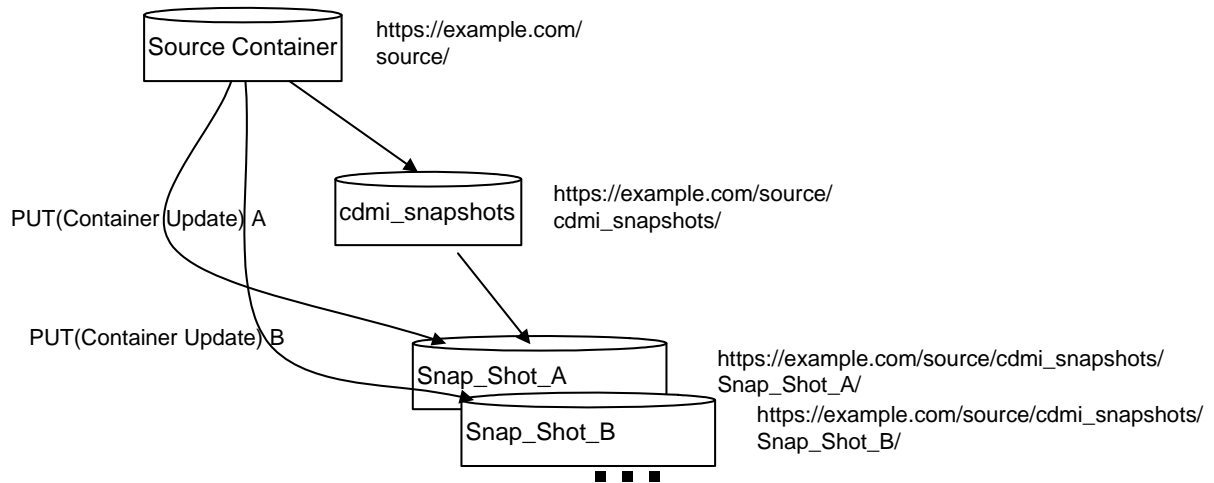 Source Container
https://example.com/
source/
cdmi_snapshots
https://example.com/source/
cdmi_snapshots/
PUT(Container Update) A
PUT(Container Update) B
Snap_Shot_A
https://example.com/source/cdmi_snapshots/
Snap_Shot_A/
Snap_Shot_B
https://example.com/source/cdmi_snapshots/
Snap_Shot_B/